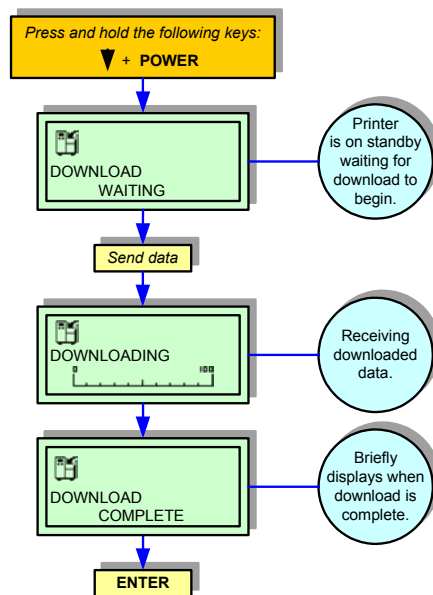 Press and hold the following keys:
▼ + POWER
DOWNLOAD
WAITING
Printer
is on standby
waiting for
download to
begin.
Send data
DOWNLOADING
0 100
Receiving
downloaded
data.
DOWNLOAD
COMPLETE
Briefly
displays when
download is
complete.
ENTER